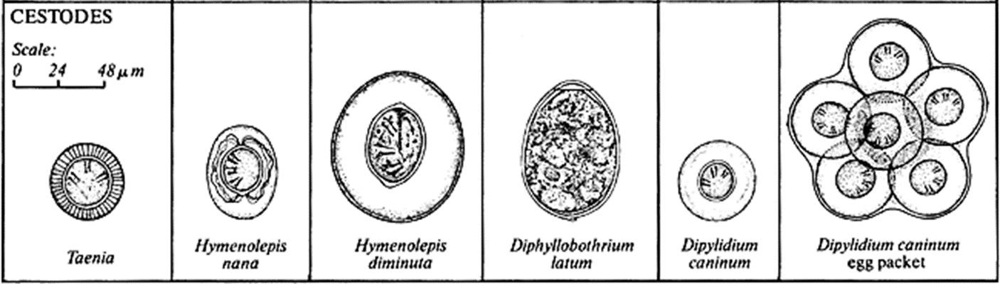 CESTODES
Scale:
0 24 48 μm
Taenia
Hymenolepis
nana
Hymenolepis
diminuta
Diphyllobothrium
latum
Dipylidium
caninum
Dipylidium caninum
egg packet